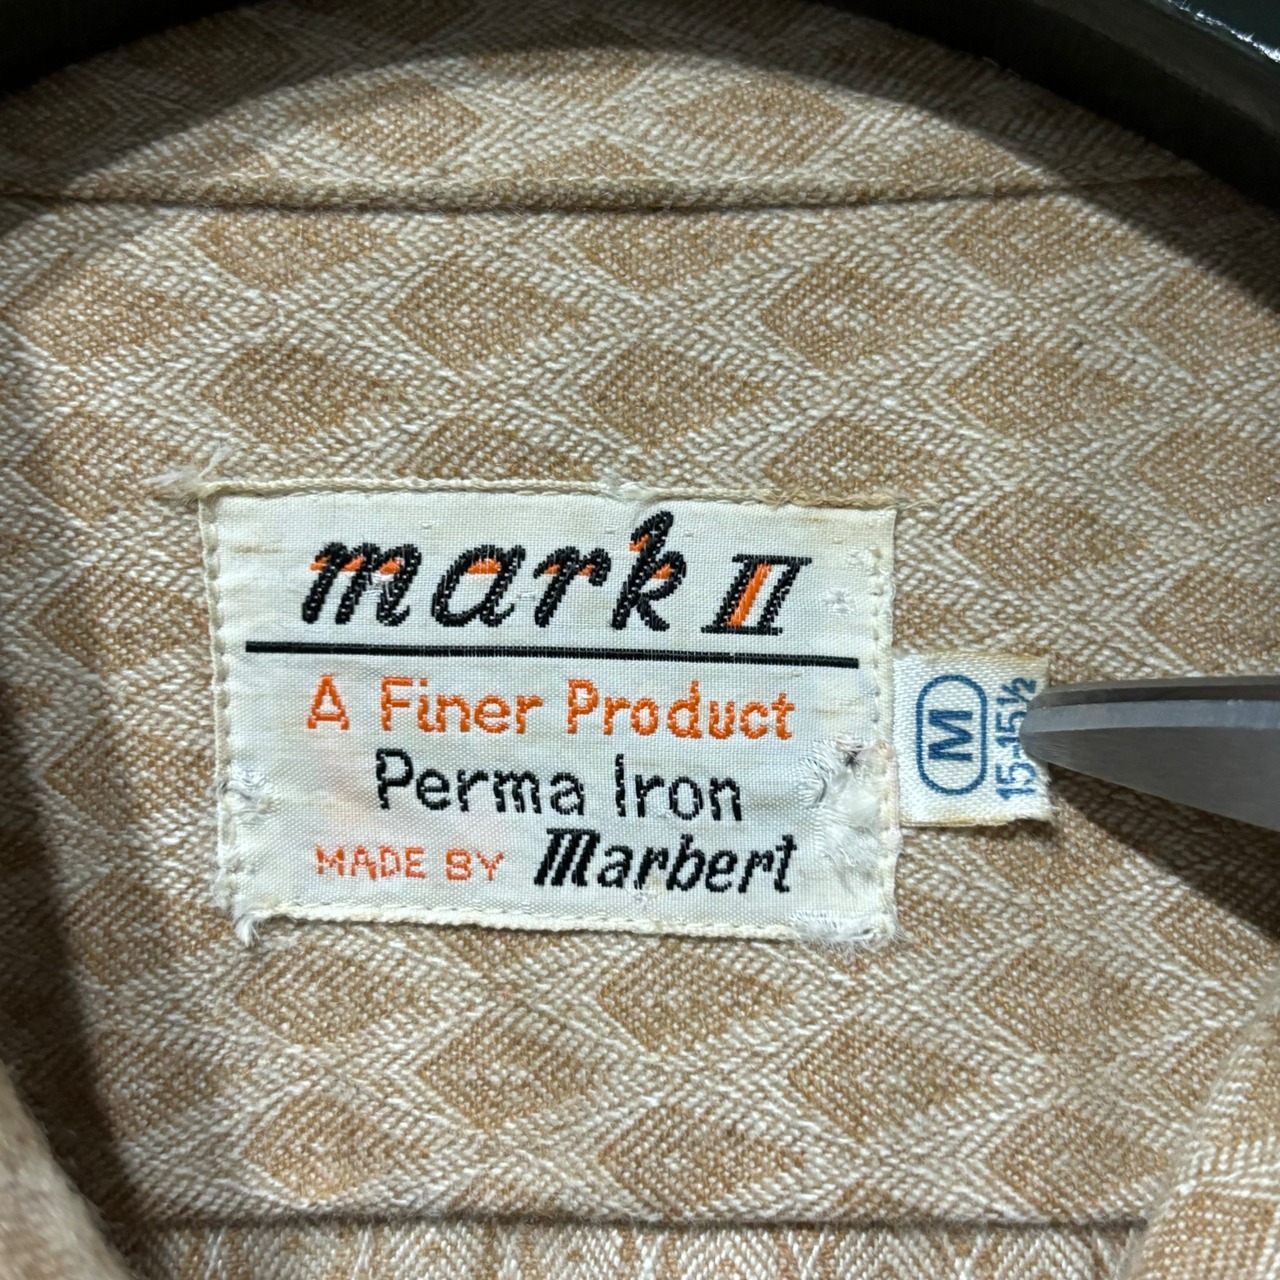 mark II
A Finer Product
Perma Iron
MADE BY Marbert
M
15-15½